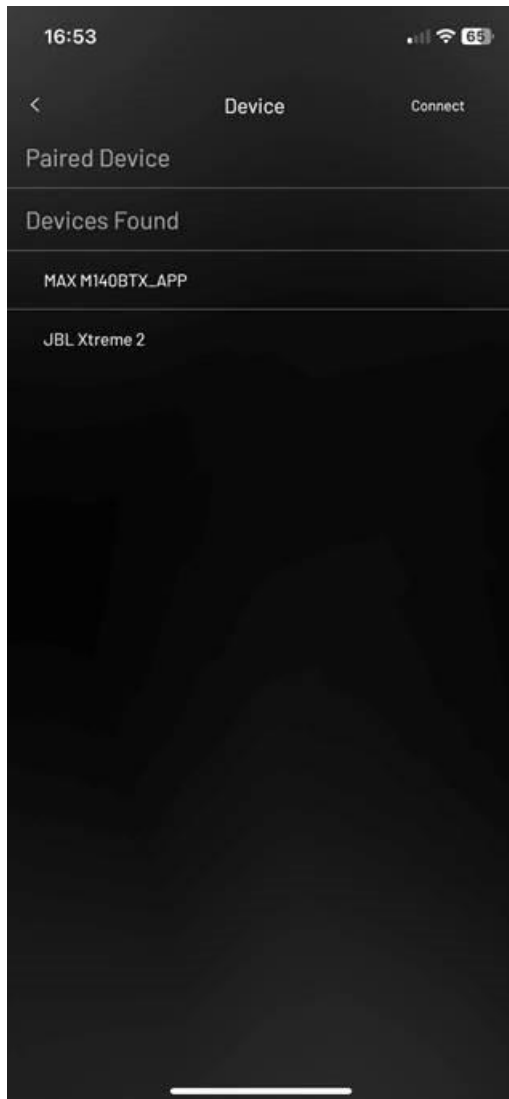 16:53
65
Device
Connect
Paired Device
Devices Found
MAX M140BTX_APP
JBL Xtreme 2